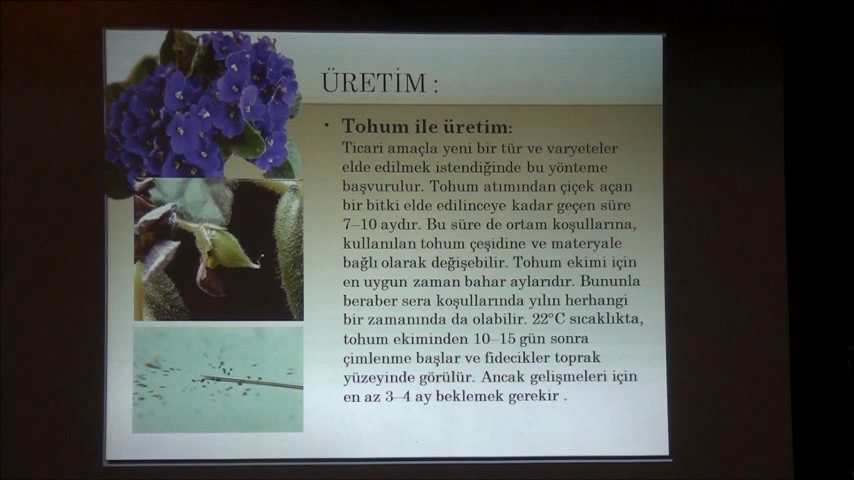 ÜRETİM :
• Tohum ile üretim:
Ticari amaçla yeni bir tür ve varyeteler
elde edilmek istendiğinde bu yönteme
başvurulur. Tohum atımından çiçek açan
bir bitki elde edilinceye kadar geçen süre
7–10 aydır. Bu süre de ortam koşullarına,
kullanılan tohum çeşidine ve materyale
bağlı olarak değişebilir. Tohum ekimi için
en uygun zaman bahar aylarıdır. Bununla
beraber sera koşullarında yılın herhangi
bir zamanında da olabilir. 22°C sıcaklıkta,
tohum ekiminden 10–15 gün sonra
çimlenme başlar ve fidecikler toprak
yüzeyinde görülür. Ancak gelişmeleri için
en az 3–4 ay beklemek gerekir .